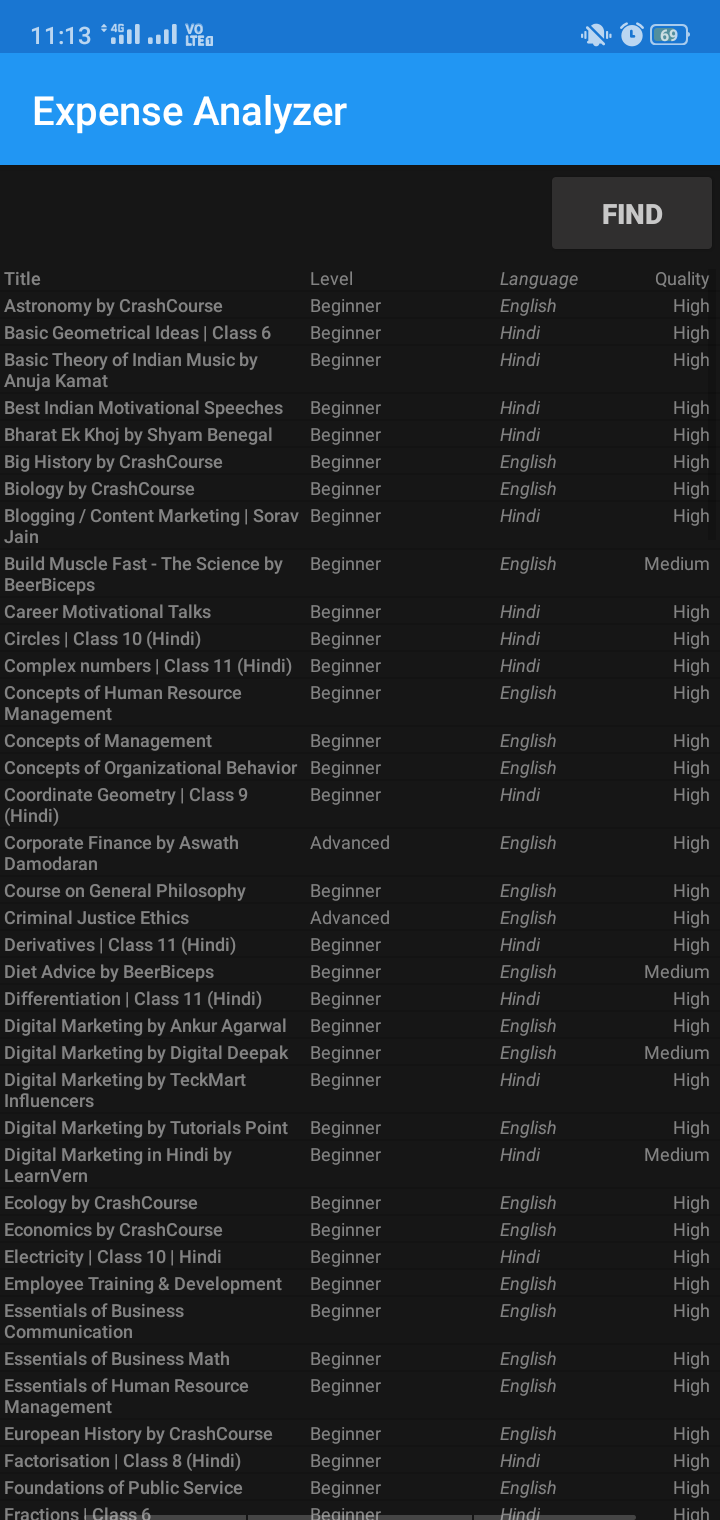 11:13 4G VO LTE 69
Expense Analyzer
FIND
Title Level Language Quality
Astronomy by CrashCourse Beginner English High
Basic Geometrical Ideas | Class 6 Beginner Hindi High
Basic Theory of Indian Music by Beginner Hindi High
Anuja Kamat
Best Indian Motivational Speeches Beginner Hindi High
Bharat Ek Khoj by Shyam Benegal Beginner Hindi High
Big History by CrashCourse Beginner English High
Biology by CrashCourse Beginner English High
Blogging / Content Marketing | Sorav Beginner Hindi High
Jain
Build Muscle Fast - The Science by Beginner English Medium
BeerBiceps
Career Motivational Talks Beginner Hindi High
Circles | Class 10 (Hindi) Beginner Hindi High
Complex numbers | Class 11 (Hindi) Beginner Hindi High
Concepts of Human Resource Beginner English High
Management
Concepts of Management Beginner English High
Concepts of Organizational Behavior Beginner English High
Coordinate Geometry | Class 9 Beginner Hindi High
(Hindi)
Corporate Finance by Aswath Advanced English High
Damodaran
Course on General Philosophy Beginner English High
Criminal Justice Ethics Advanced English High
Derivatives | Class 11 (Hindi) Beginner Hindi High
Diet Advice by BeerBiceps Beginner English Medium
Differentiation | Class 11 (Hindi) Beginner Hindi High
Digital Marketing by Ankur Agarwal Beginner English High
Digital Marketing by Digital Deepak Beginner English Medium
Digital Marketing by TeckMart Beginner Hindi High
Influencers
Digital Marketing by Tutorials Point Beginner English High
Digital Marketing in Hindi by Beginner Hindi Medium
LearnVern
Ecology by CrashCourse Beginner English High
Economics by CrashCourse Beginner English High
Electricity | Class 10 | Hindi Beginner Hindi High
Employee Training & Development Beginner English High
Essentials of Business Beginner English High
Communication
Essentials of Business Math Beginner English High
Essentials of Human Resource Beginner English High
Management
European History by CrashCourse Beginner English High
Factorisation | Class 8 (Hindi) Beginner Hindi High
Foundations of Public Service Beginner English High
Fractions | Class 6 Beginner Hindi High